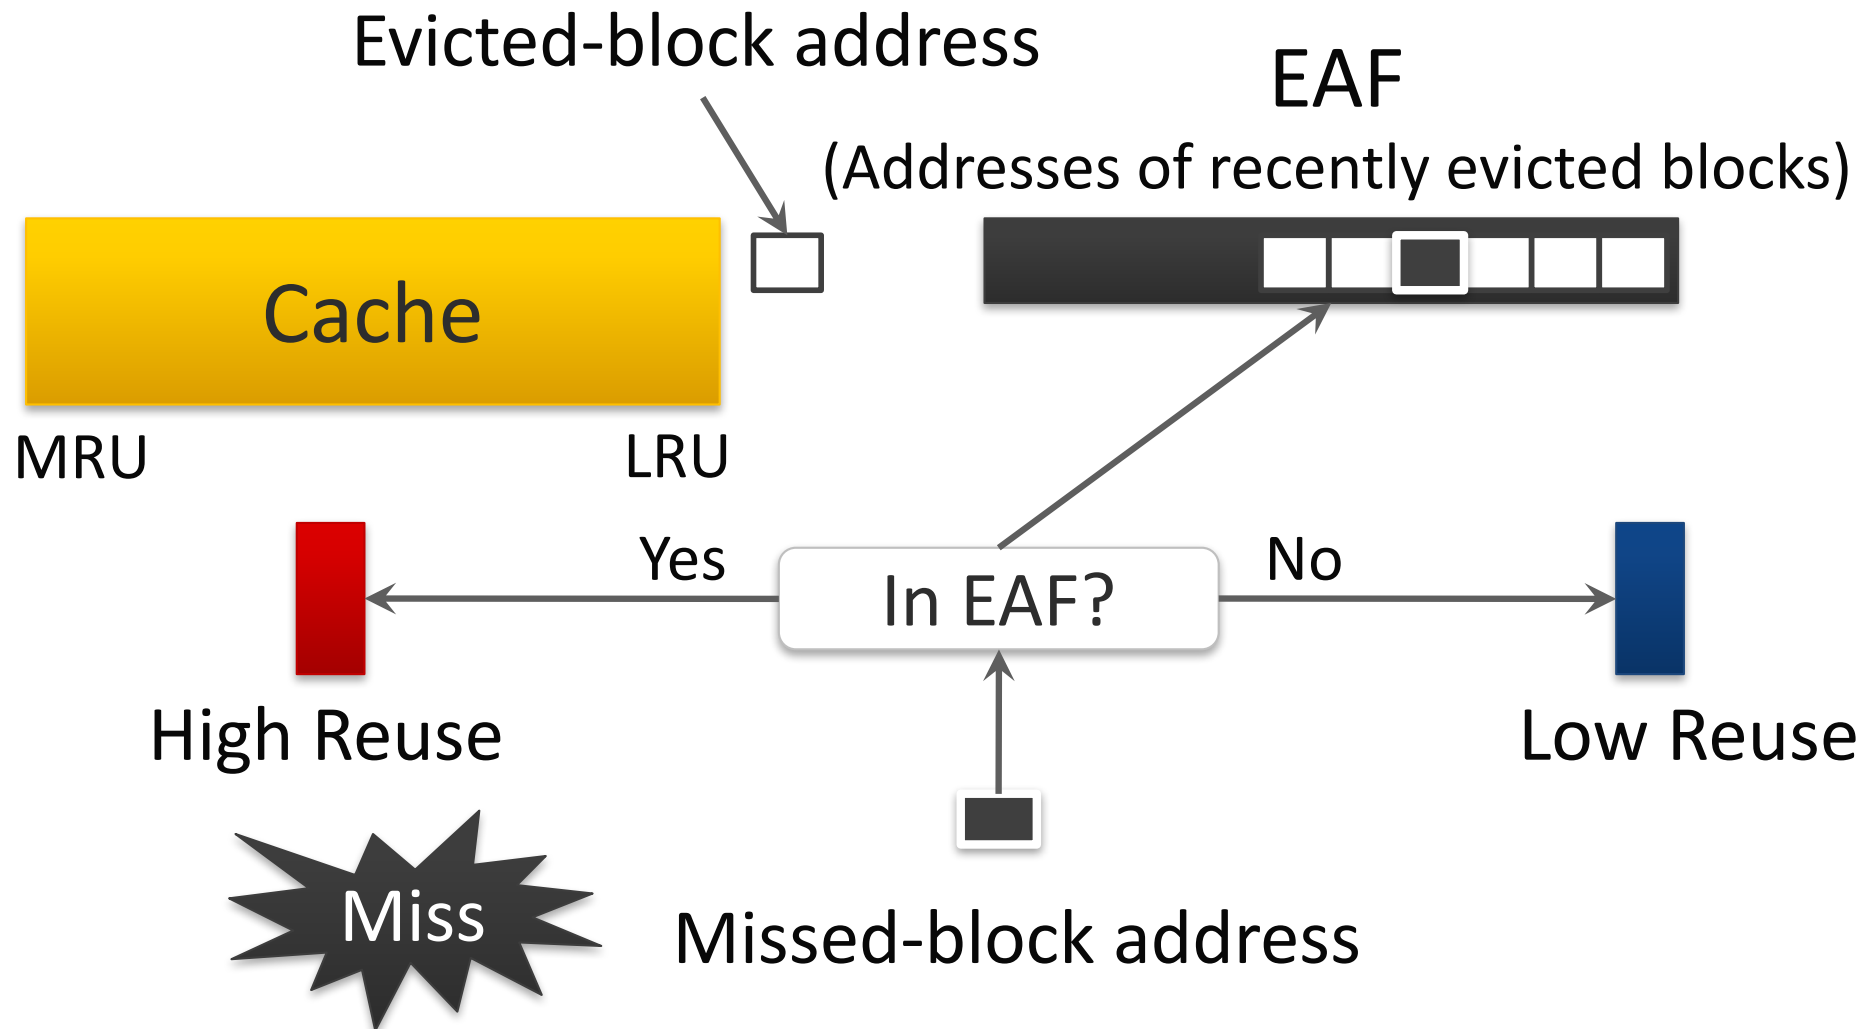 Evicted-block address
EAF
(Addresses of recently evicted blocks)
Cache
MRU
LRU
Yes
In EAF?
No
High Reuse
Low Reuse
Miss
Missed-block address